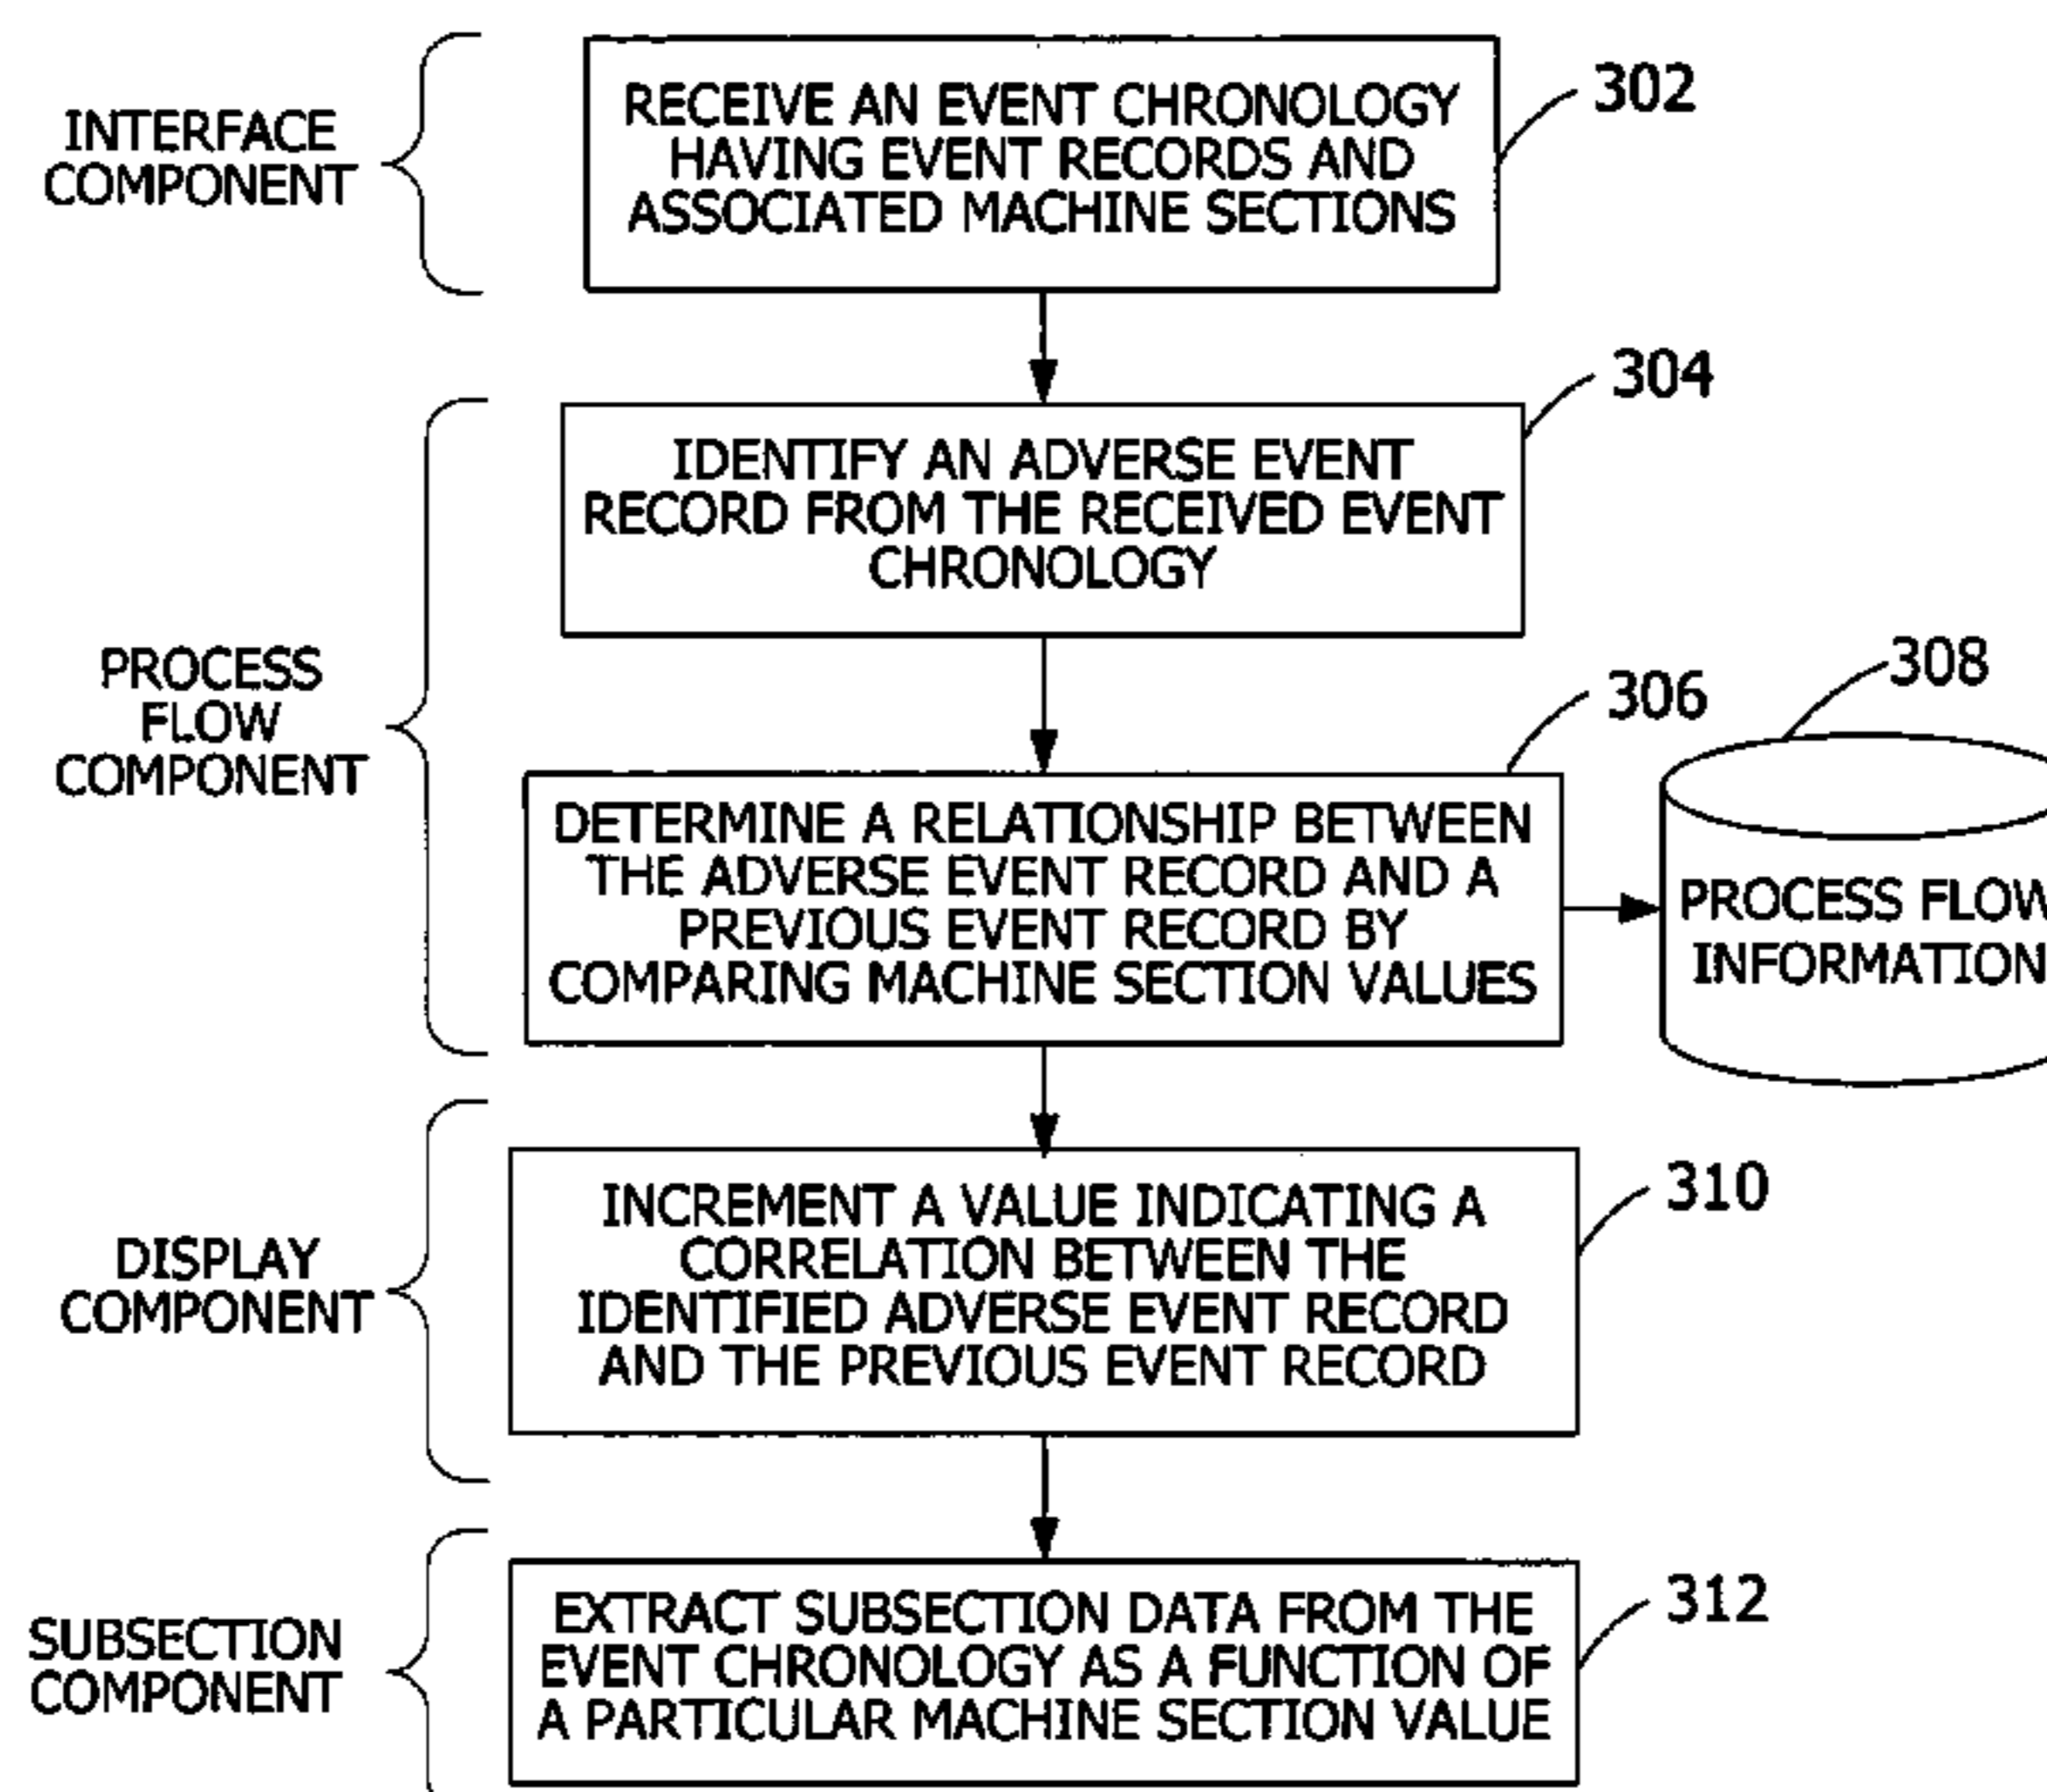 INTERFACE
COMPONENT
RECEIVE AN EVENT CHRONOLOGY
HAVING EVENT RECORDS AND
ASSOCIATED MACHINE SECTIONS
302
PROCESS
FLOW
COMPONENT
IDENTIFY AN ADVERSE EVENT
RECORD FROM THE RECEIVED EVENT
CHRONOLOGY
304
DETERMINE A RELATIONSHIP BETWEEN
THE ADVERSE EVENT RECORD AND A
PREVIOUS EVENT RECORD BY
COMPARING MACHINE SECTION VALUES
306
308
PROCESS FLOW
INFORMATION
DISPLAY
COMPONENT
INCREMENT A VALUE INDICATING A
CORRELATION BETWEEN THE
IDENTIFIED ADVERSE EVENT RECORD
AND THE PREVIOUS EVENT RECORD
310
SUBSECTION
COMPONENT
EXTRACT SUBSECTION DATA FROM THE
EVENT CHRONOLOGY AS A FUNCTION OF
A PARTICULAR MACHINE SECTION VALUE
312